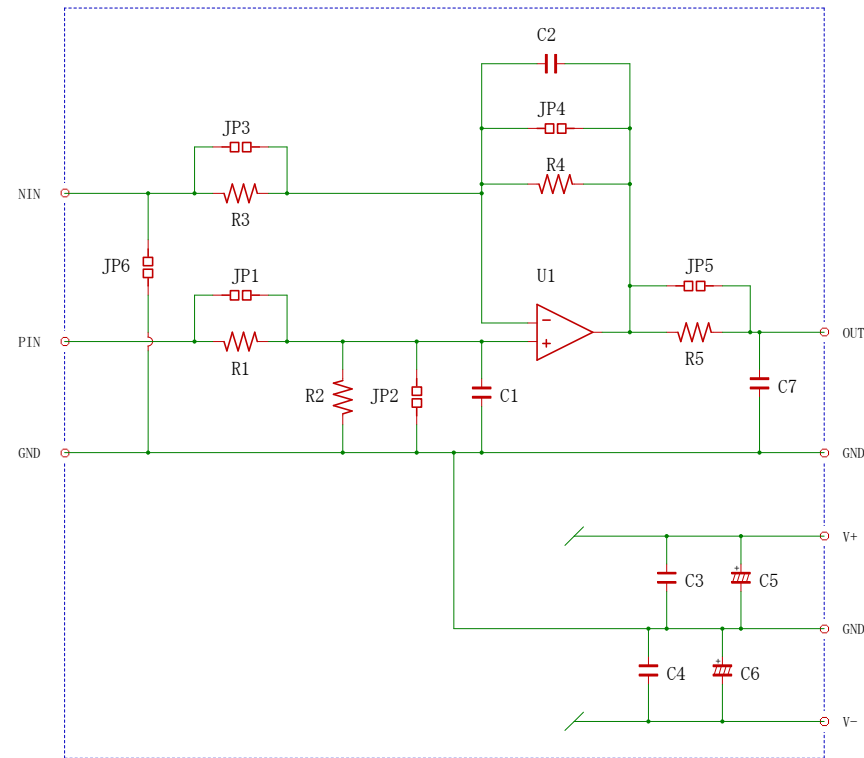 C2
JP4
JP3
R4
NIN
R3
JP6
JP1
U1
JP5
OUT
PIN
R1
R5
R2
JP2
C1
C7
GND
GND
V+
C3
C5
GND
C4
C6
V-